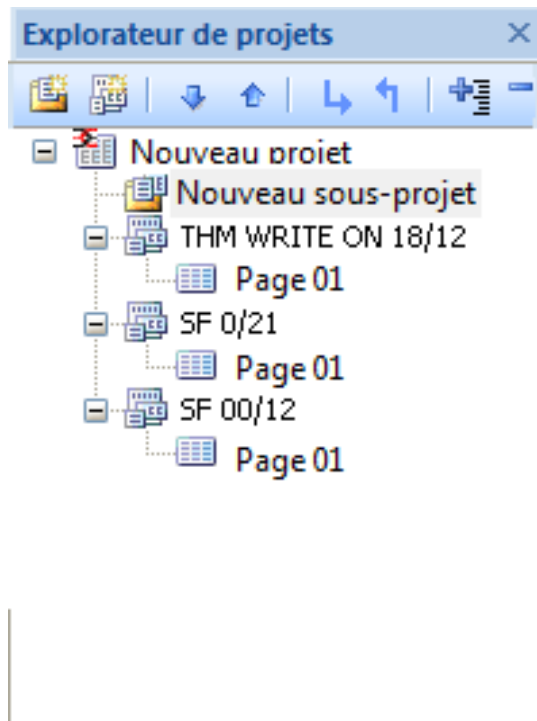 Explorateur de projets
Nouveau projet
Nouveau sous-projet
THM WRITE ON 18/12
Page 01
SF 0/21
Page 01
SF 00/12
Page 01